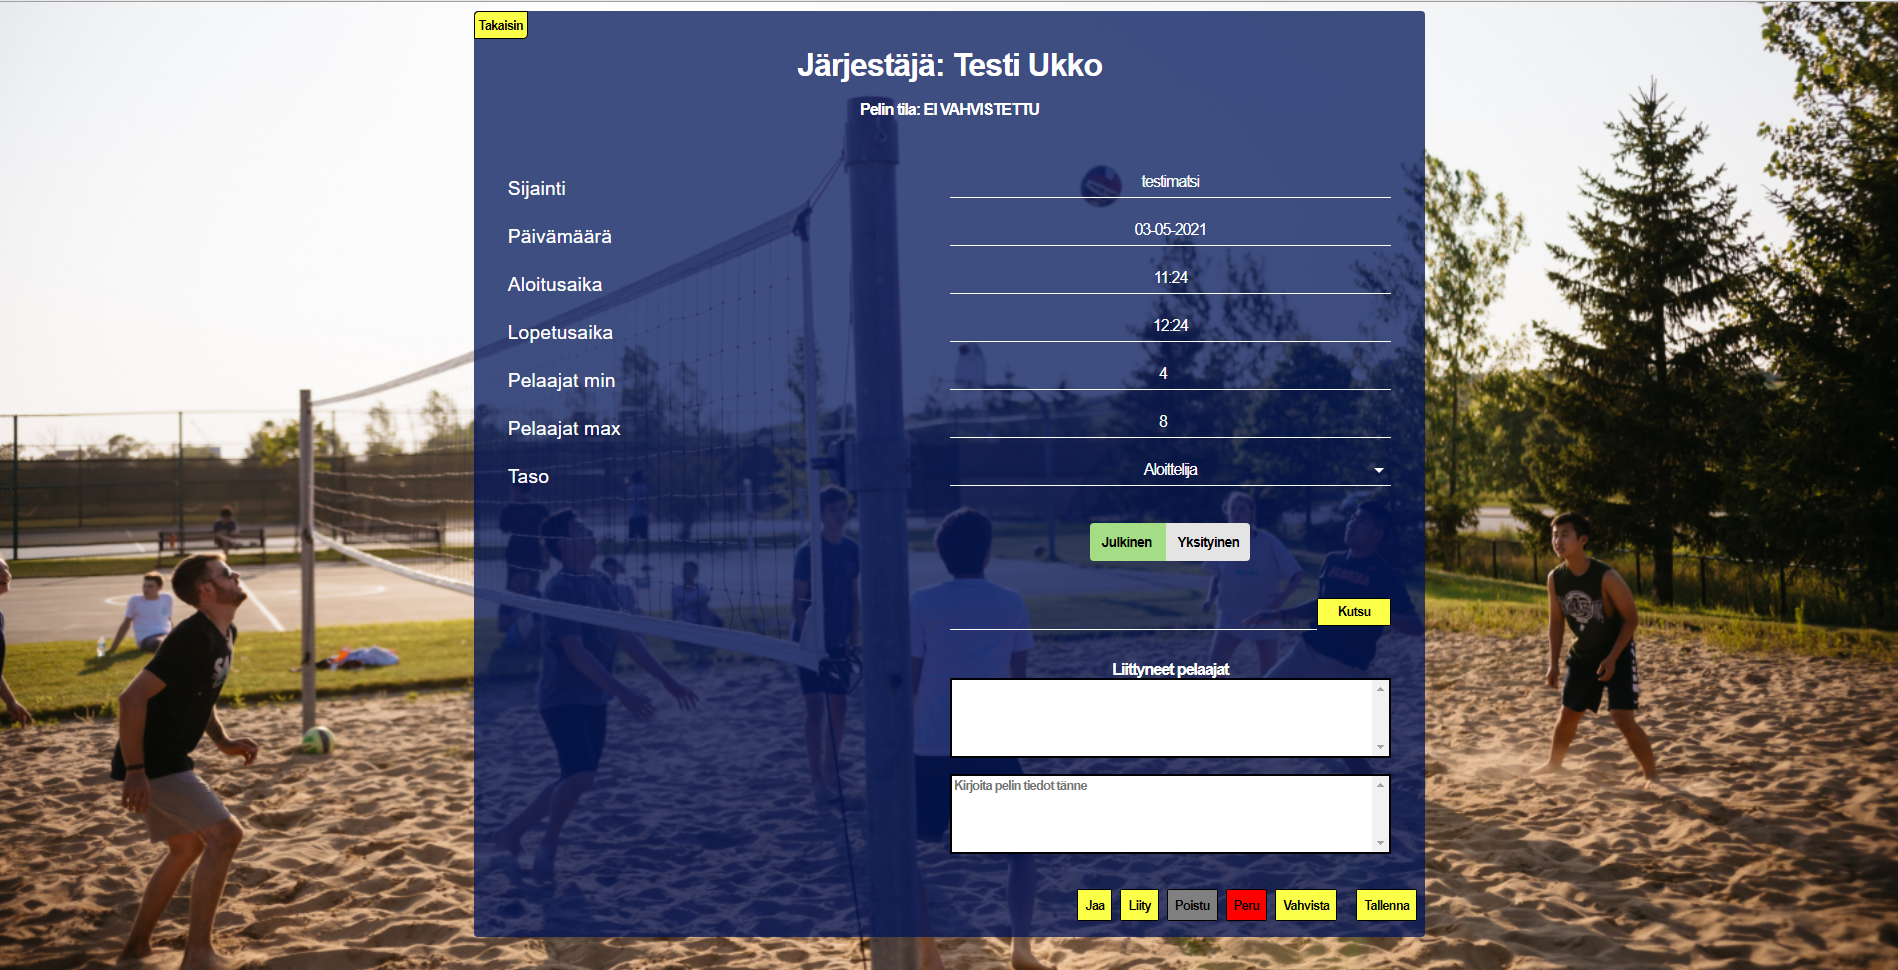 Takaisin
Järjestäjä: Testi Ukko
Pelin tila: EI VAHVISTETTU
Sijainti testimatsi
Päivämäärä 03-05-2021
Aloitusaika 11:24
Lopetusaika 12:24
Pelaajat min 4
Pelaajat max 8
Taso Aloittelija
Julkinen Yksityinen
Kutsu
Liittyneet pelaajat
Kirjoita pelin tiedot tänne
Jaa Liity Poistu Peru Vahvista Tallenna